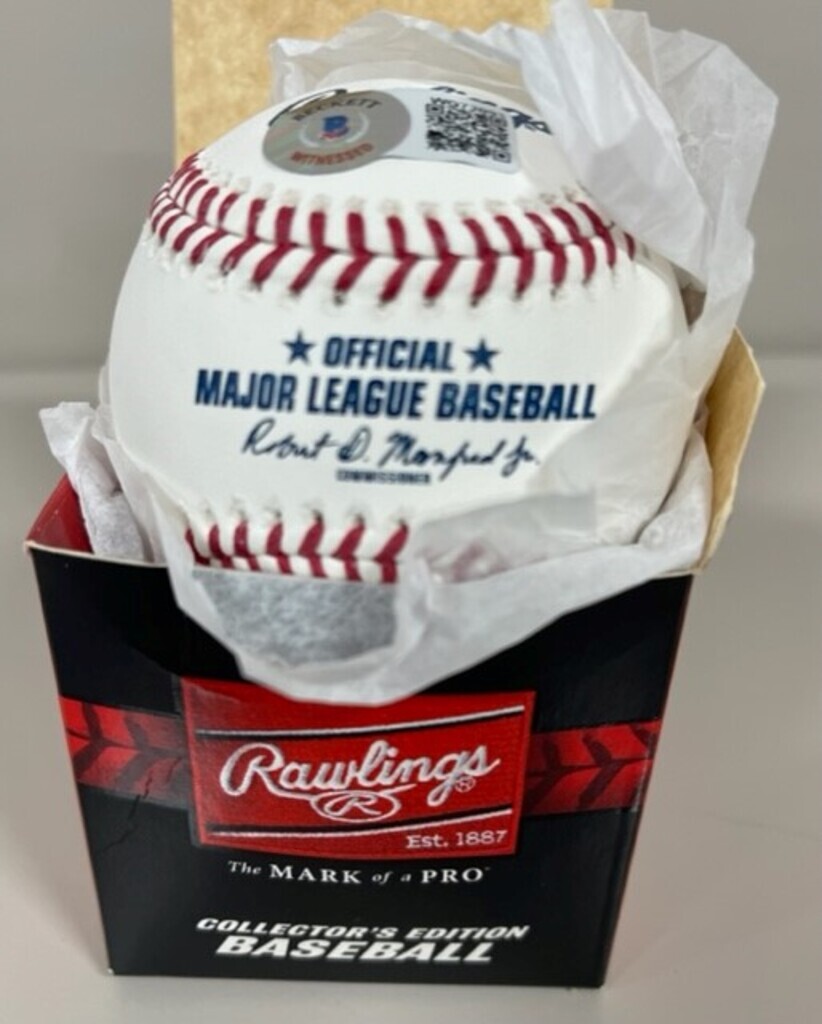 BECKETT
B
WITNESSED
★ OFFICIAL ★
MAJOR LEAGUE BASEBALL
Robert D. Manfred Jr.
COMMISSIONER
Rawlings®
R
Est. 1887
The MARK of a PRO™
COLLECTOR'S EDITION
BASEBALL